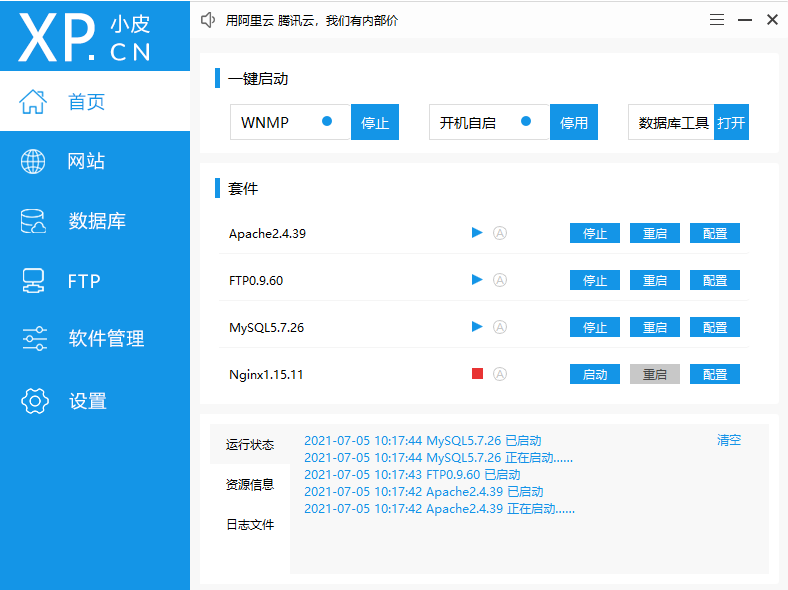 XP.CN 小皮
用阿里云 腾讯云，我们有内部价
首页
网站
数据库
FTP
软件管理
设置
一键启动
WNMP 停止 开机自启 停用 数据库工具 打开
套件
Apache2.4.39 A 停止 重启 配置
FTP0.9.60 A 停止 重启 配置
MySQL5.7.26 A 停止 重启 配置
Nginx1.15.11 A 启动 重启 配置
运行状态
资源信息
日志文件
2021-07-05 10:17:44 MySQL5.7.26 已启动 清空
2021-07-05 10:17:44 MySQL5.7.26 正在启动......
2021-07-05 10:17:43 FTP0.9.60 已启动
2021-07-05 10:17:42 Apache2.4.39 已启动
2021-07-05 10:17:42 Apache2.4.39 正在启动......